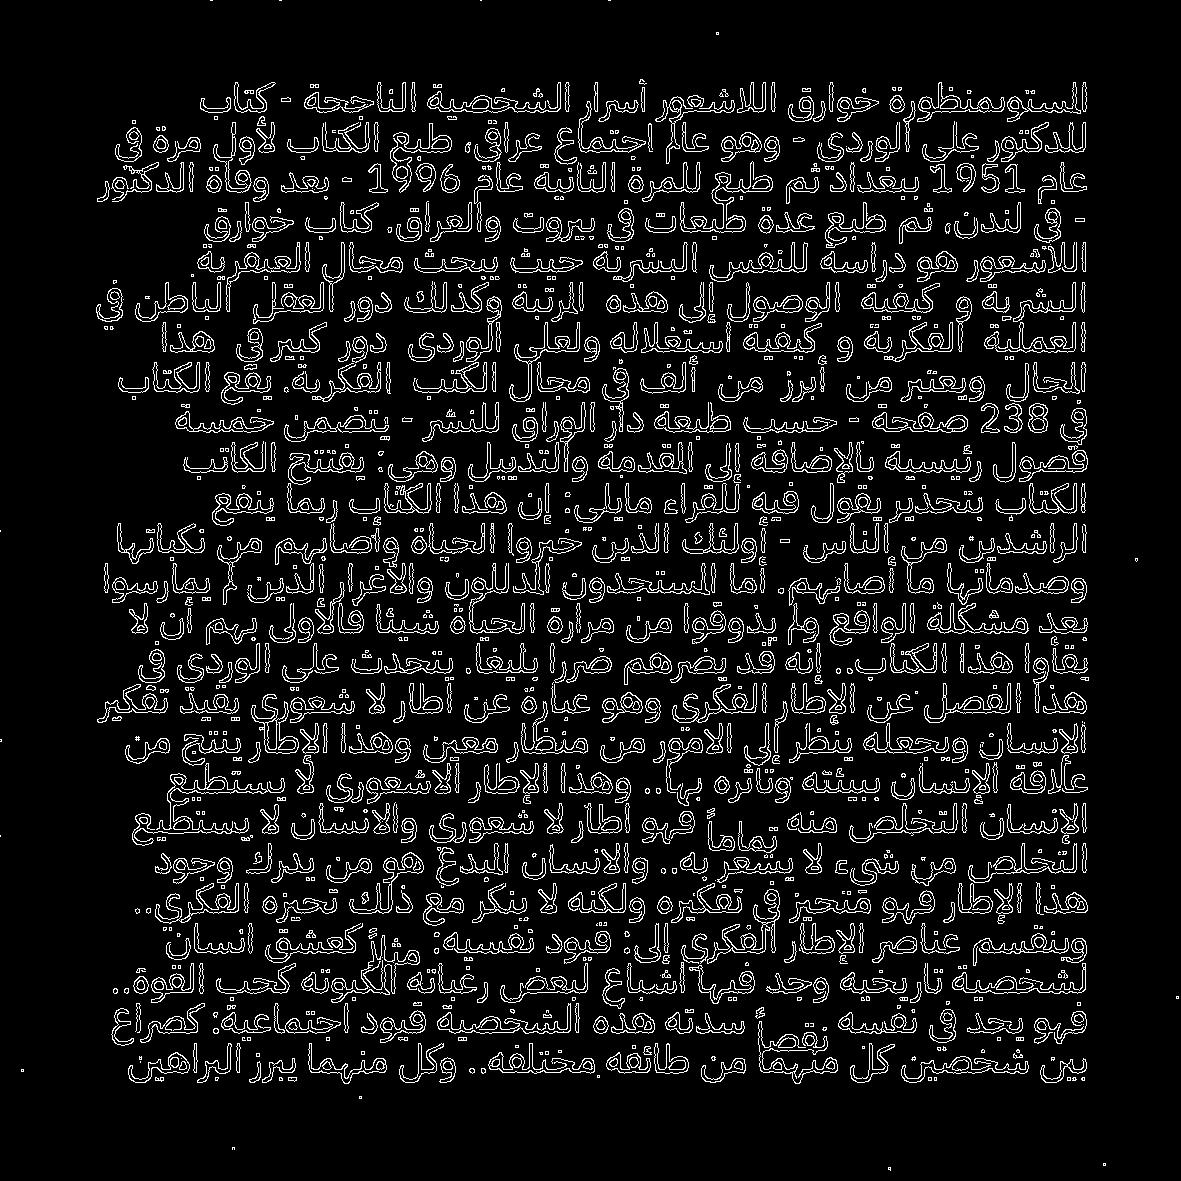 المستوىمنظورة خوارق اللاشعور أسرار الشخصية الناجحة - كتاب
للدكتور علي الوردي - وهو عالم اجتماع عراقي، طبع الكتاب لأول مرة في
عام 1951 ببغداد ثم طبع للمرة الثانية عام 1996 - بعد وفاة الدكتور
- في لندن، ثم طبع عدة طبعات في بيروت والعراق. كتاب خوارق
اللاشعور هو دراسة للنفس البشرية حيث يبحث مجال العبقرية
البشرية و كيفية الوصول إلى هذه المرتبة وكذلك دور العقل الباطن في
العملية الفكرية و كيفية استغلاله ولعلي الوردى دور كبير في هذا
المجال ويعتبر من أبرز من ألف في مجال الكتب الفكرية. يقع الكتاب
في 238 صفحة - حسب طبعة دار الوراق للنشر - يتضمن خمسة
فصول رئيسية بالإضافة إلى المقدمة والتذييل وهي: يفتتح الكاتب
الكتاب بتحذير يقول فيه للقراء مايلي: إن هذا الكتاب ربما ينفع
الراشدين من الناس - أولئك الذين خبروا الحياة وأصابهم من نكباتها
وصدماتها ما أصابهم. أما المستجدون المدللون والأغرار الذين لم يمارسوا
بعد مشكلة الواقع ولم يذوقوا من مرارة الحياة شيئا فالأولى بهم أن لا
يقأوا هذا الكتاب.. إنه قد يضرهم ضررا بليغا. يتحدث علي الوردي في
هذا الفصل عن الإطار الفكري وهو عبارة عن اطار لا شعوري يقيد تفكير
الإنسان ويجعله ينظر إلى الامور من منظار معين وهذا الإطار ينتج من
علاقة الإنسان ببيئته وتاثره بها.. وهذا الإطار الاشعوري لا يستطيع
الإنسان التخلص منه تماماً فهو اطار لا شعوري والانسان لا يستطيع
التخلص من شيء لا يشعر به.. والانسان المبدع هو من يدرك وجود
هذا الإطار فهو متحيز في تفكيره ولكنه لا ينكر مع ذلك تحيزه الفكري..
وينقسم عناصر الإطار الفكري إلى: قيود نفسيه: مثلاً كعشق انسان
لشخصية تاريخيه وجد فيها اشباع لبعض رغباته المكبوته كحب القوة..
فهو يجد في نفسه نقصاً سدته هذه الشخصية قيود اجتماعية: كصراع
بين شخصين كل منهما من طائفه مختلفه.. وكل منهما يبرز البراهين